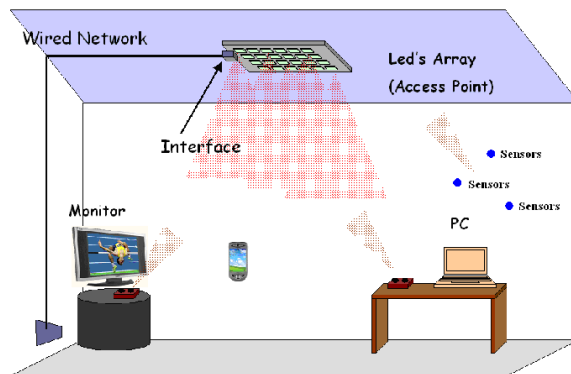 Wired Network
Led's Array
(Access Point)
Interface
Sensors
Sensors
Sensors
Monitor
PC